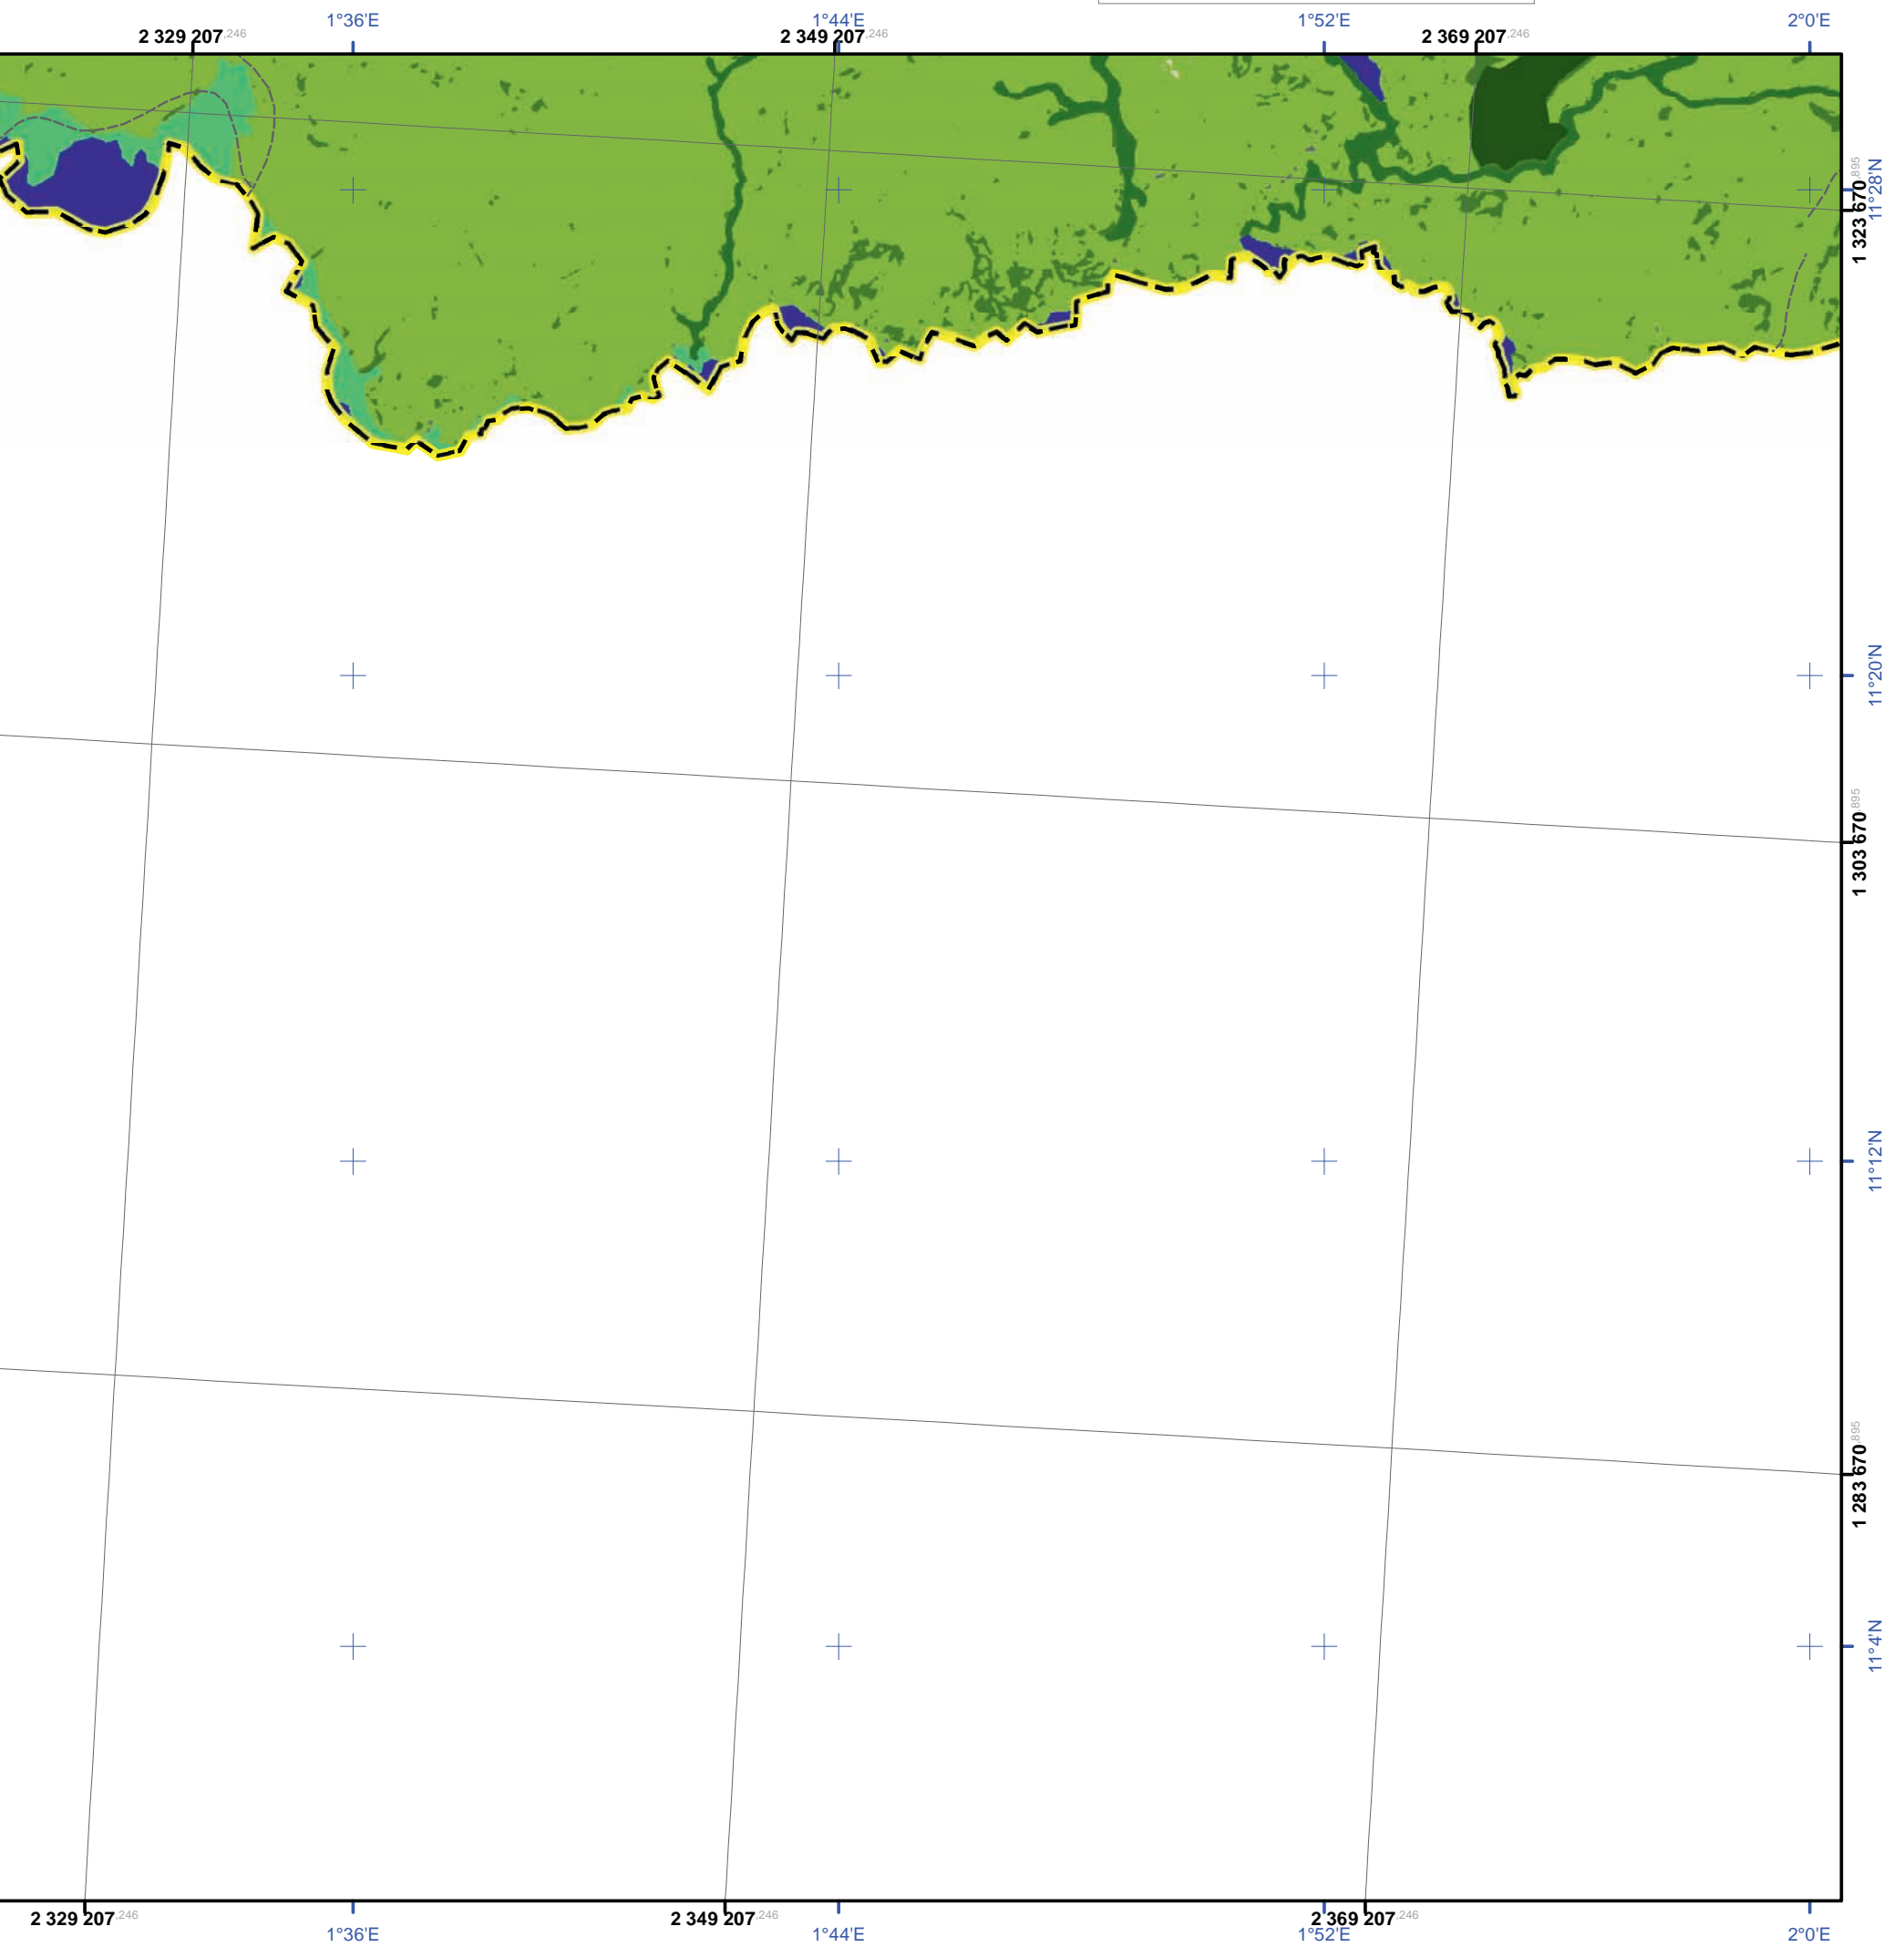 1°36'E 1°44'E 1°52'E 2°0'E
2 329 207,246 2 349 207,246 2 369 207,246
1 323 670,895
11°28'N
11°20'N
1 303 670,895
11°12'N
1 283 670,895
11°4'N
2 329 207,246 2 349 207,246 2 369 207,246
1°36'E 1°44'E 1°52'E 2°0'E